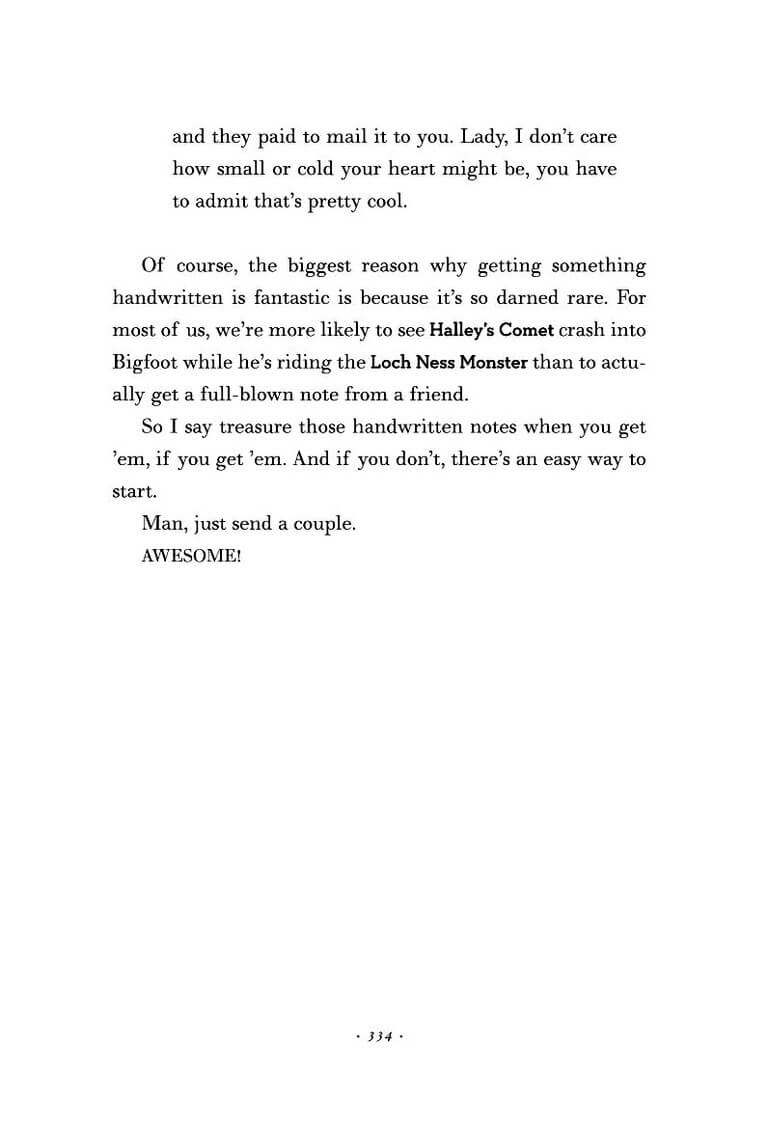 and they paid to mail it to you. Lady, I don’t care
how small or cold your heart might be, you have
to admit that’s pretty cool.
Of course, the biggest reason why getting something
handwritten is fantastic is because it’s so darned rare. For
most of us, we’re more likely to see Halley’s Comet crash into
Bigfoot while he’s riding the Loch Ness Monster than to actu-
ally get a full-blown note from a friend.
So I say treasure those handwritten notes when you get
’em, if you get ’em. And if you don’t, there’s an easy way to
start.
Man, just send a couple.
AWESOME!
· 334 ·